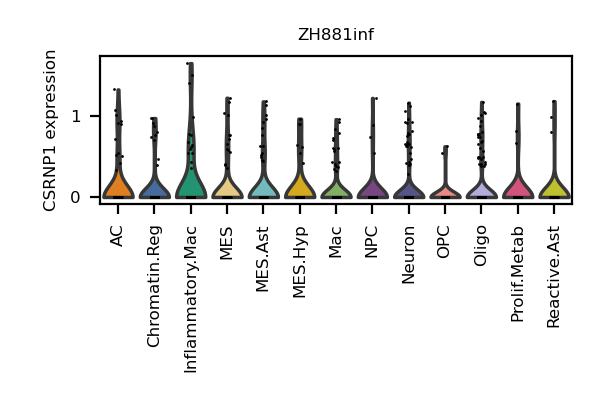 ZH881inf
CSRNP1 expression
1
0
AC
Chromatin.Reg
Inflammatory.Mac
MES
MES.Ast
MES.Hyp
Mac
NPC
Neuron
OPC
Oligo
Prolif.Metab
Reactive.Ast